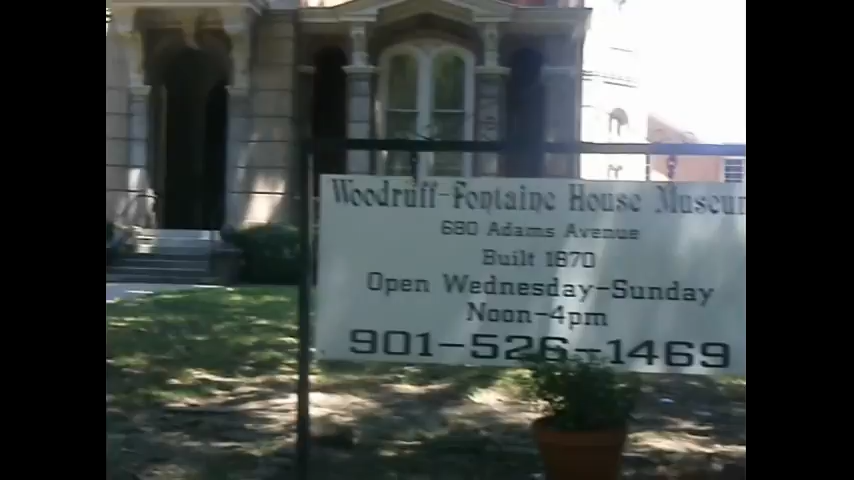 Woodruff-Fontaine House Museum
680 Adams Avenue
Built 1870
Open Wednesday-Sunday
Noon-4pm
901-526-1469